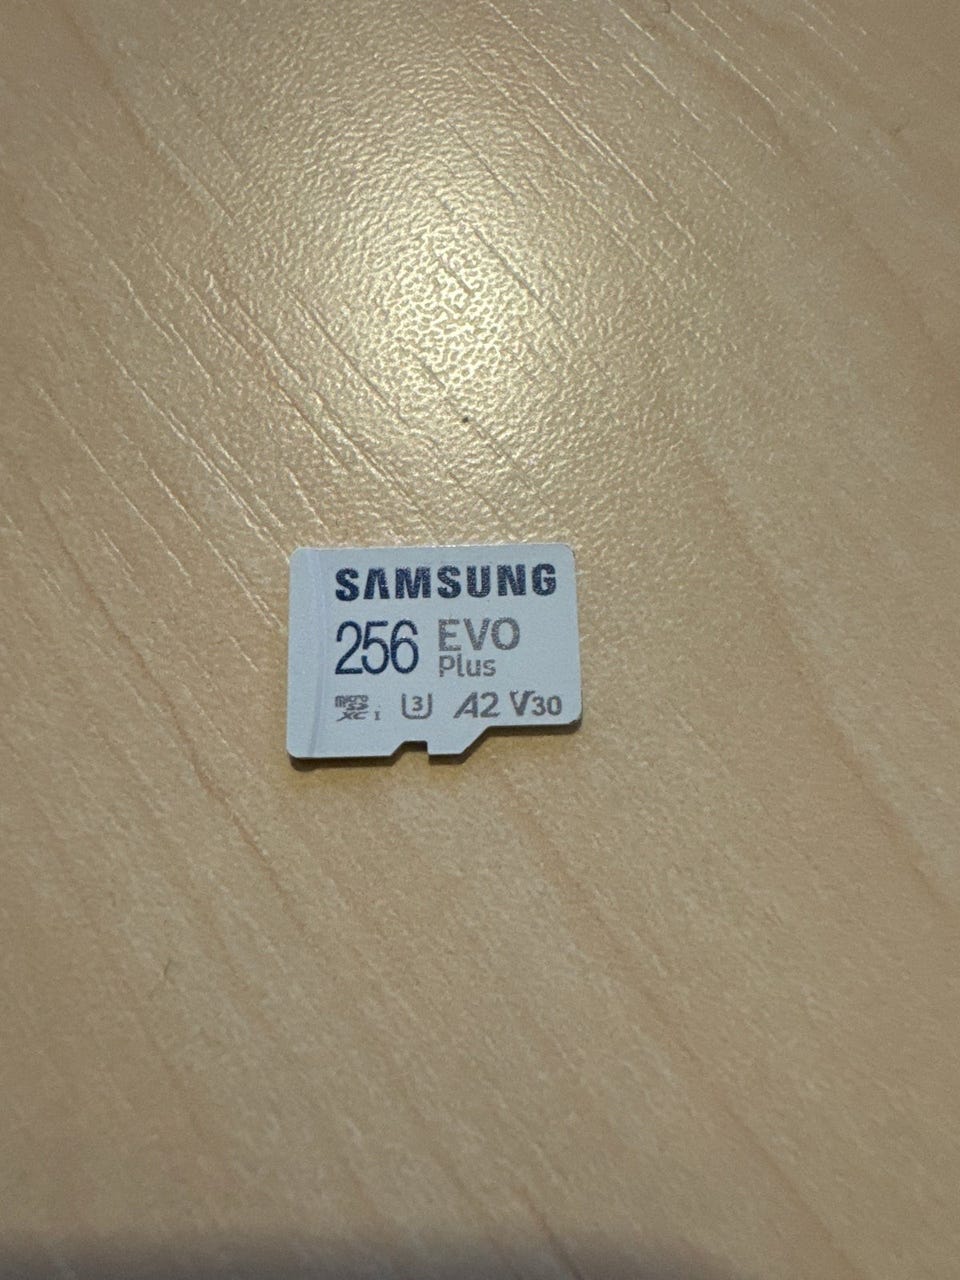 SAMSUNG
256 EVO
Plus
micro
SD
XC I U3 A2 V30